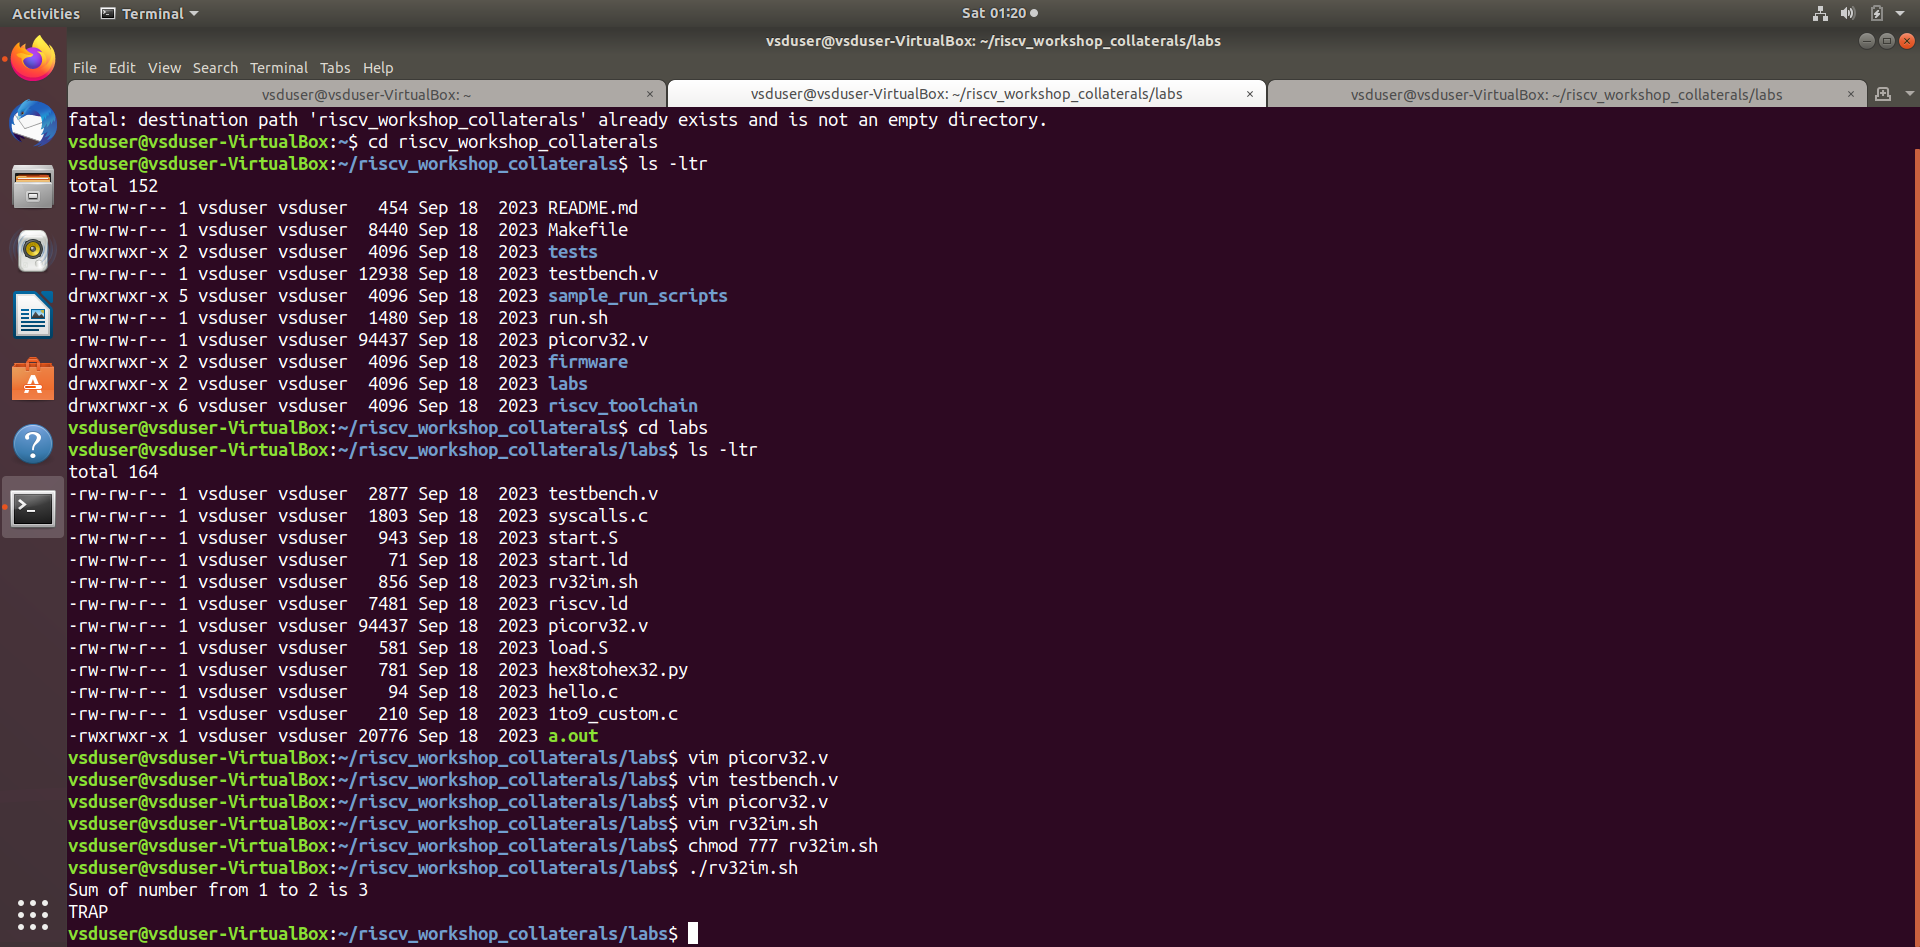 Activities Terminal Sat 01:20
vsduser@vsduser-VirtualBox: ~/riscv_workshop_collaterals/labs
File Edit View Search Terminal Tabs Help
vsduser@vsduser-VirtualBox: ~ × vsduser@vsduser-VirtualBox: ~/riscv_workshop_collaterals/labs × vsduser@vsduser-VirtualBox: ~/riscv_workshop_collaterals/labs ×
fatal: destination path 'riscv_workshop_collaterals' already exists and is not an empty directory.
vsduser@vsduser-VirtualBox:~$ cd riscv_workshop_collaterals
vsduser@vsduser-VirtualBox:~/riscv_workshop_collaterals$ ls -ltr
total 152
-rw-rw-r-- 1 vsduser vsduser   454 Sep 18  2023 README.md
-rw-rw-r-- 1 vsduser vsduser  8440 Sep 18  2023 Makefile
drwxrwxr-x 2 vsduser vsduser  4096 Sep 18  2023 tests
-rw-rw-r-- 1 vsduser vsduser 12938 Sep 18  2023 testbench.v
drwxrwxr-x 5 vsduser vsduser  4096 Sep 18  2023 sample_run_scripts
-rw-rw-r-- 1 vsduser vsduser  1480 Sep 18  2023 run.sh
-rw-rw-r-- 1 vsduser vsduser 94437 Sep 18  2023 picorv32.v
drwxrwxr-x 2 vsduser vsduser  4096 Sep 18  2023 firmware
drwxrwxr-x 2 vsduser vsduser  4096 Sep 18  2023 labs
drwxrwxr-x 6 vsduser vsduser  4096 Sep 18  2023 riscv_toolchain
vsduser@vsduser-VirtualBox:~/riscv_workshop_collaterals$ cd labs
vsduser@vsduser-VirtualBox:~/riscv_workshop_collaterals/labs$ ls -ltr
total 164
-rw-rw-r-- 1 vsduser vsduser  2877 Sep 18  2023 testbench.v
-rw-rw-r-- 1 vsduser vsduser  1803 Sep 18  2023 syscalls.c
-rw-rw-r-- 1 vsduser vsduser   943 Sep 18  2023 start.S
-rw-rw-r-- 1 vsduser vsduser    71 Sep 18  2023 start.ld
-rw-rw-r-- 1 vsduser vsduser   856 Sep 18  2023 rv32im.sh
-rw-rw-r-- 1 vsduser vsduser  7481 Sep 18  2023 riscv.ld
-rw-rw-r-- 1 vsduser vsduser 94437 Sep 18  2023 picorv32.v
-rw-rw-r-- 1 vsduser vsduser   581 Sep 18  2023 load.S
-rw-rw-r-- 1 vsduser vsduser   781 Sep 18  2023 hex8tohex32.py
-rw-rw-r-- 1 vsduser vsduser    94 Sep 18  2023 hello.c
-rw-rw-r-- 1 vsduser vsduser   210 Sep 18  2023 1to9_custom.c
-rwxrwxr-x 1 vsduser vsduser 20776 Sep 18  2023 a.out
vsduser@vsduser-VirtualBox:~/riscv_workshop_collaterals/labs$ vim picorv32.v
vsduser@vsduser-VirtualBox:~/riscv_workshop_collaterals/labs$ vim testbench.v
vsduser@vsduser-VirtualBox:~/riscv_workshop_collaterals/labs$ vim picorv32.v
vsduser@vsduser-VirtualBox:~/riscv_workshop_collaterals/labs$ vim rv32im.sh
vsduser@vsduser-VirtualBox:~/riscv_workshop_collaterals/labs$ chmod 777 rv32im.sh
vsduser@vsduser-VirtualBox:~/riscv_workshop_collaterals/labs$ ./rv32im.sh
Sum of number from 1 to 2 is 3
TRAP
vsduser@vsduser-VirtualBox:~/riscv_workshop_collaterals/labs$